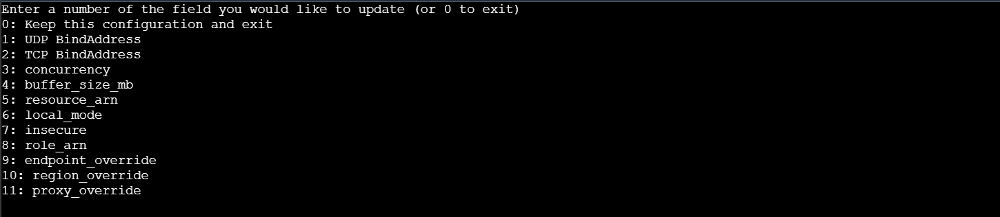 Enter a number of the field you would like to update (or 0 to exit)
0: Keep this configuration and exit
1: UDP BindAddress
2: TCP BindAddress
3: concurrency
4: buffer_size_mb
5: resource_arn
6: local_mode
7: insecure
8: role_arn
9: endpoint_override
10: region_override
11: proxy_override